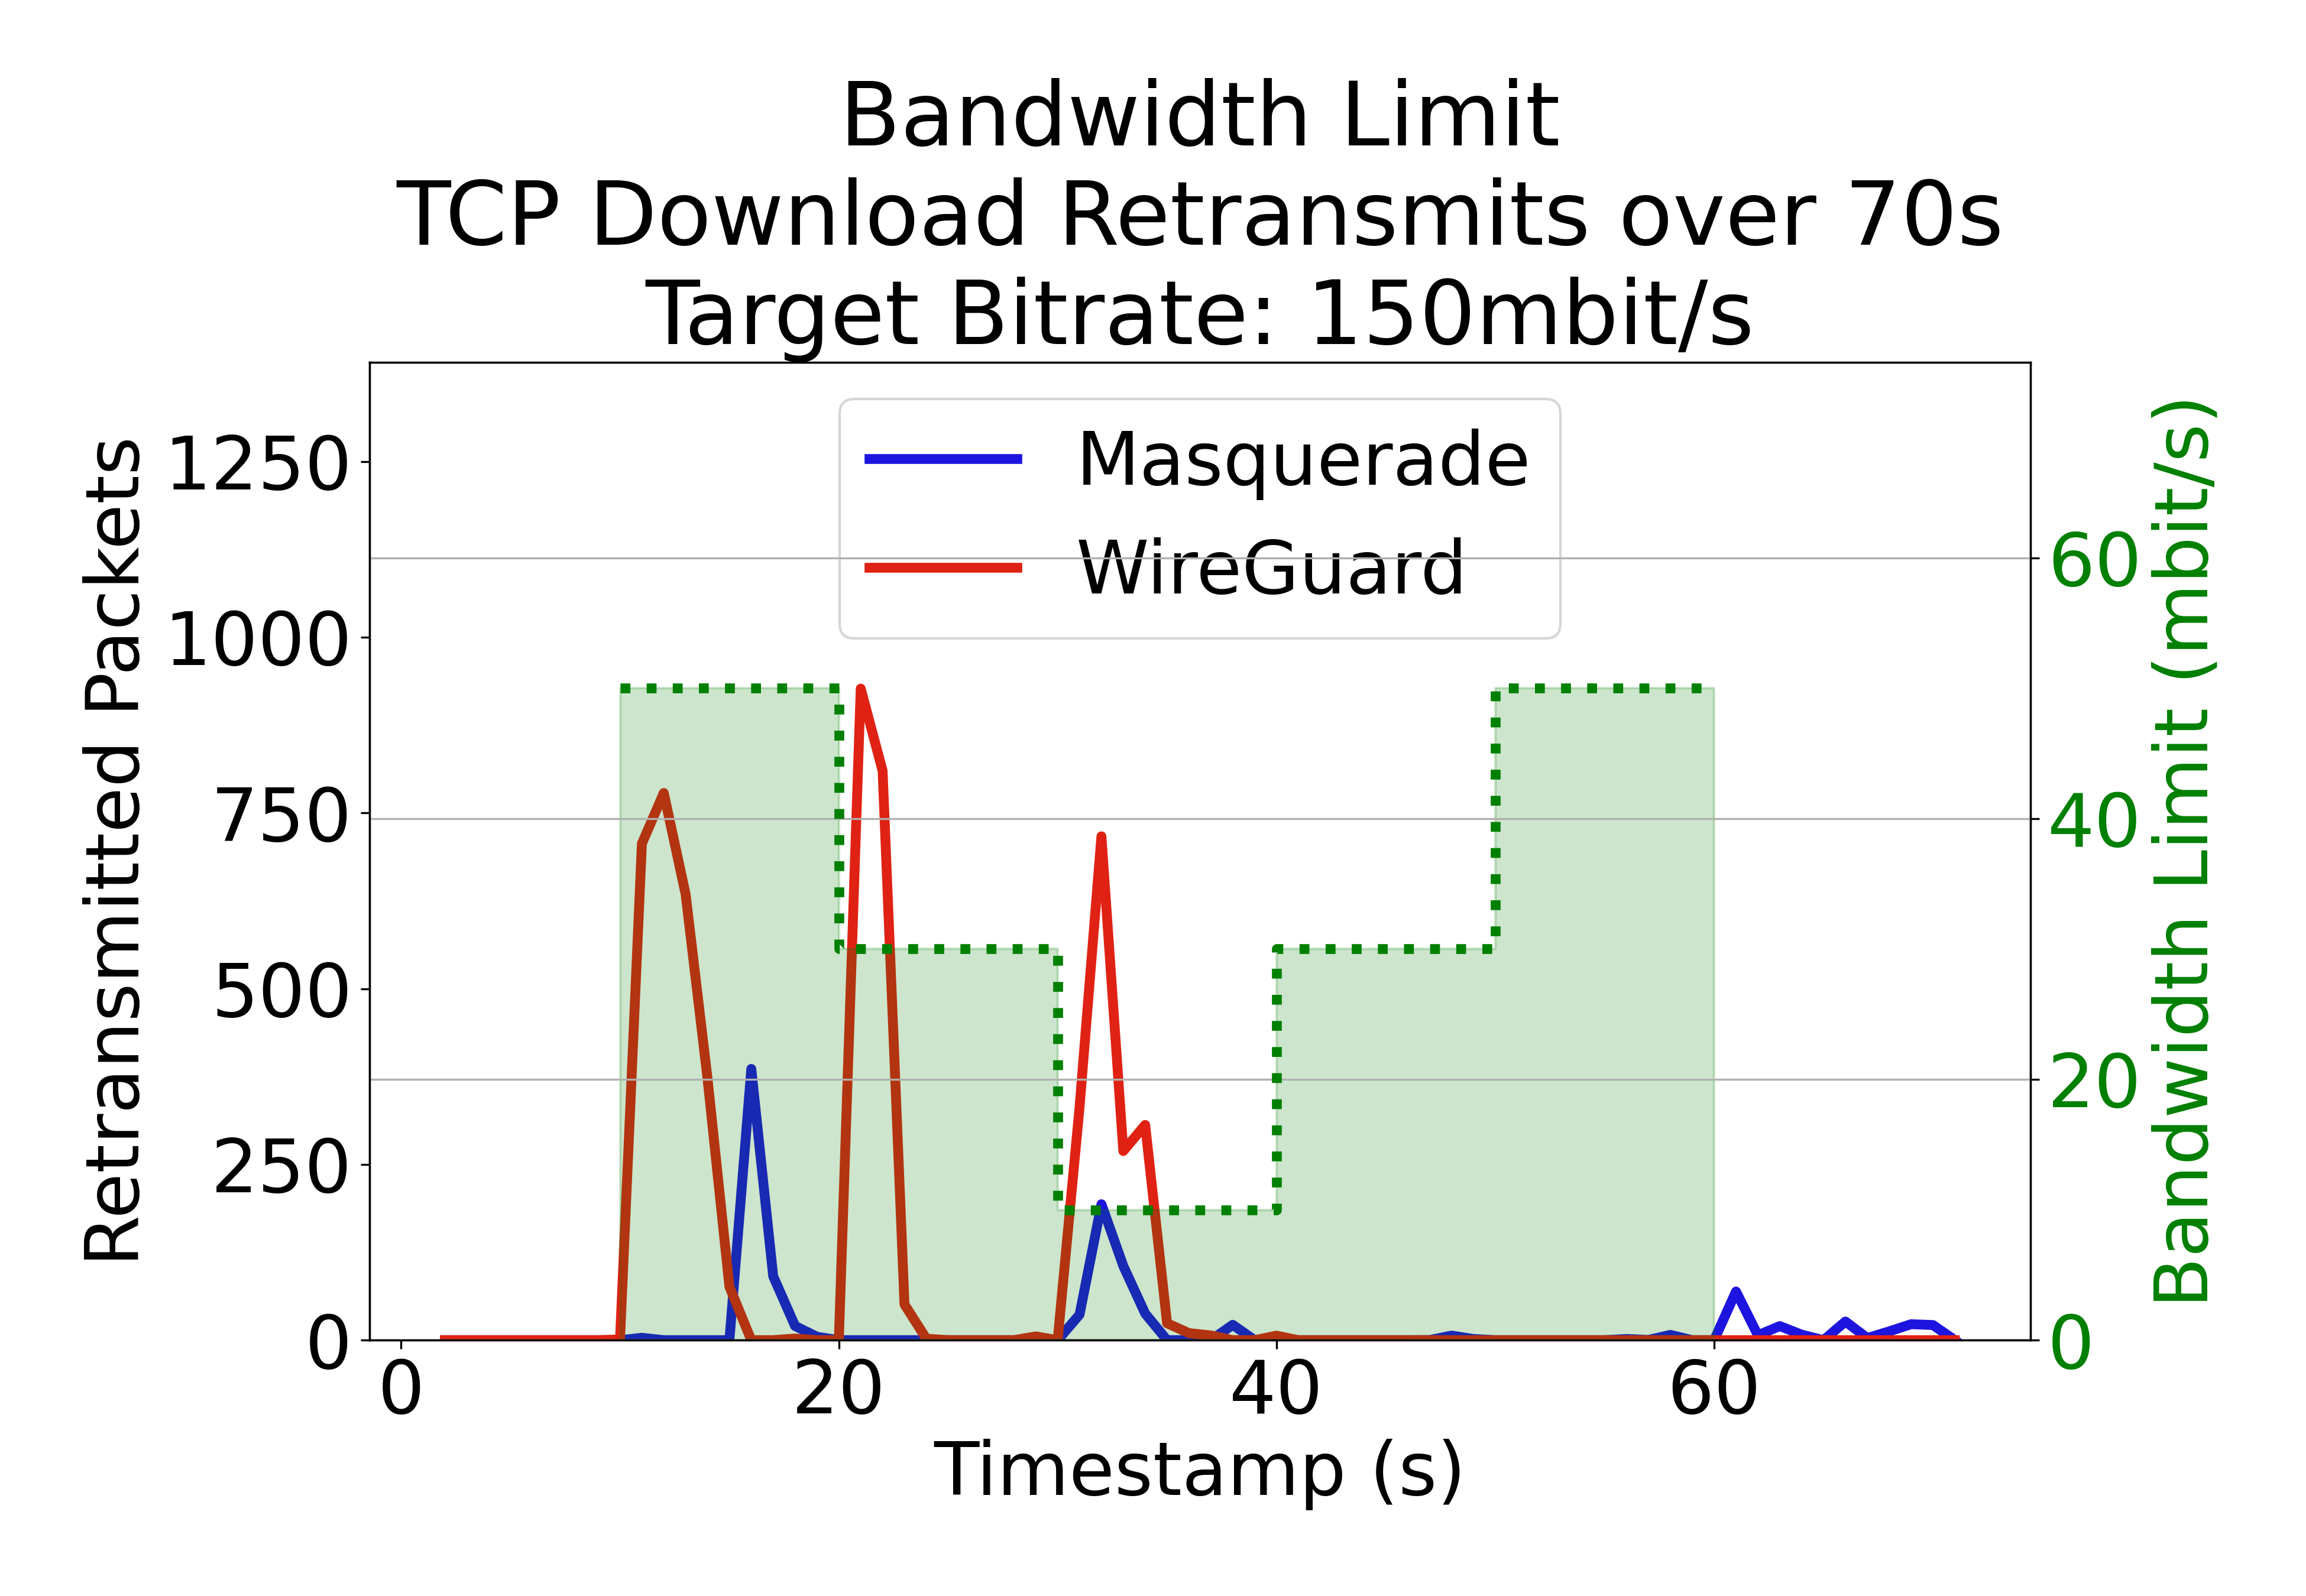 Bandwidth Limit
TCP Download Retransmits over 70s
Target Bitrate: 150mbit/s
Masquerade
WireGuard
Retransmitted Packets
1250
1000
750
500
250
0
Bandwidth Limit (mbit/s)
60
40
20
0
0 20 40 60
Timestamp (s)